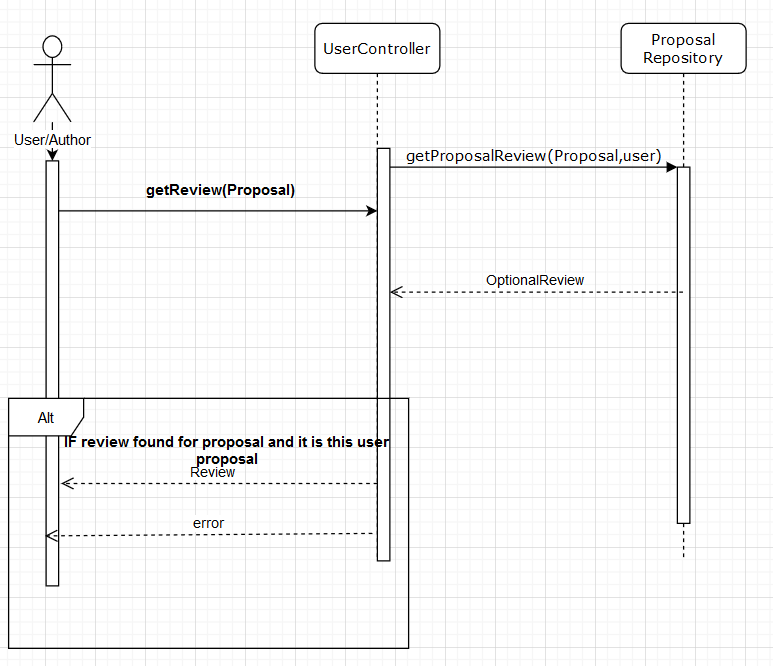 UserController
Proposal
Repository
User/Author
getProposalReview(Proposal,user)
getReview(Proposal)
OptionalReview
Alt
IF review found for proposal and it is this user
proposal
Review
error